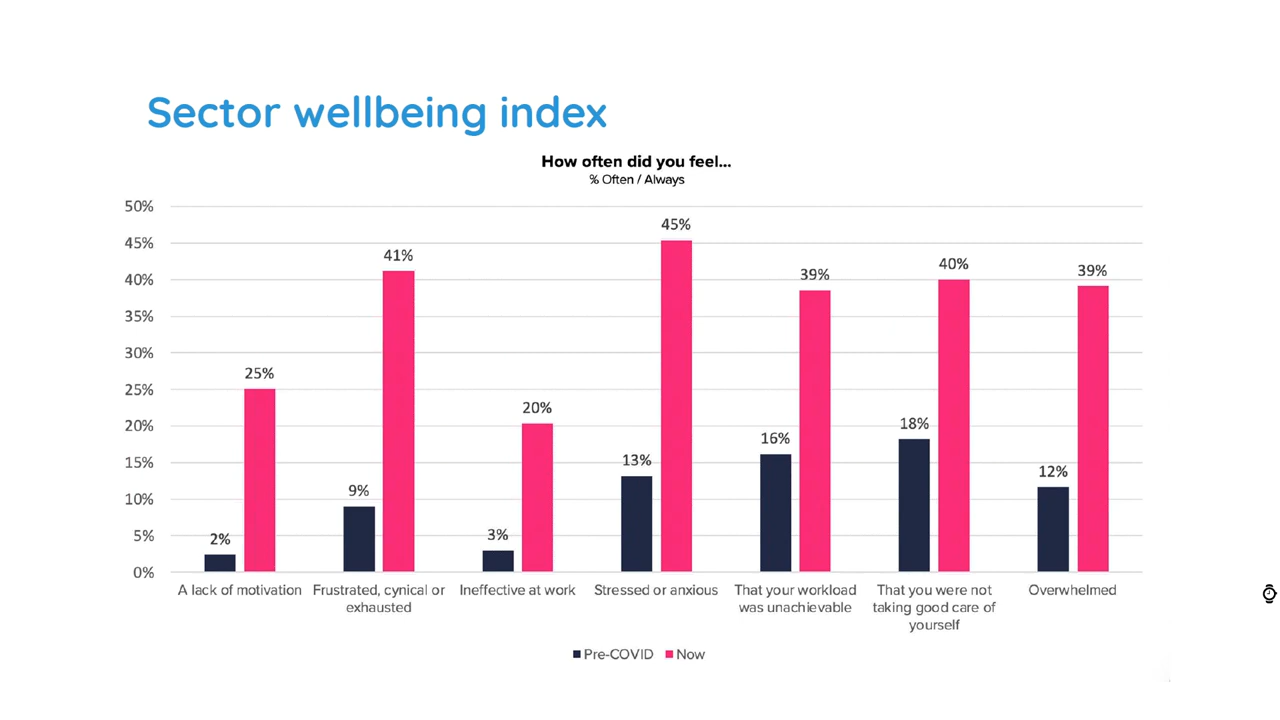 Sector wellbeing index
How often did you feel...
% Often / Always
50%
45%
40%
35%
30%
25%
20%
15%
10%
5%
0%
2%
25%
9%
41%
3%
20%
13%
45%
16%
39%
18%
40%
12%
39%
A lack of motivation
Frustrated, cynical or
exhausted
Ineffective at work
Stressed or anxious
That your workload
was unachievable
That you were not
taking good care of
yourself
Overwhelmed
Pre-COVID
Now